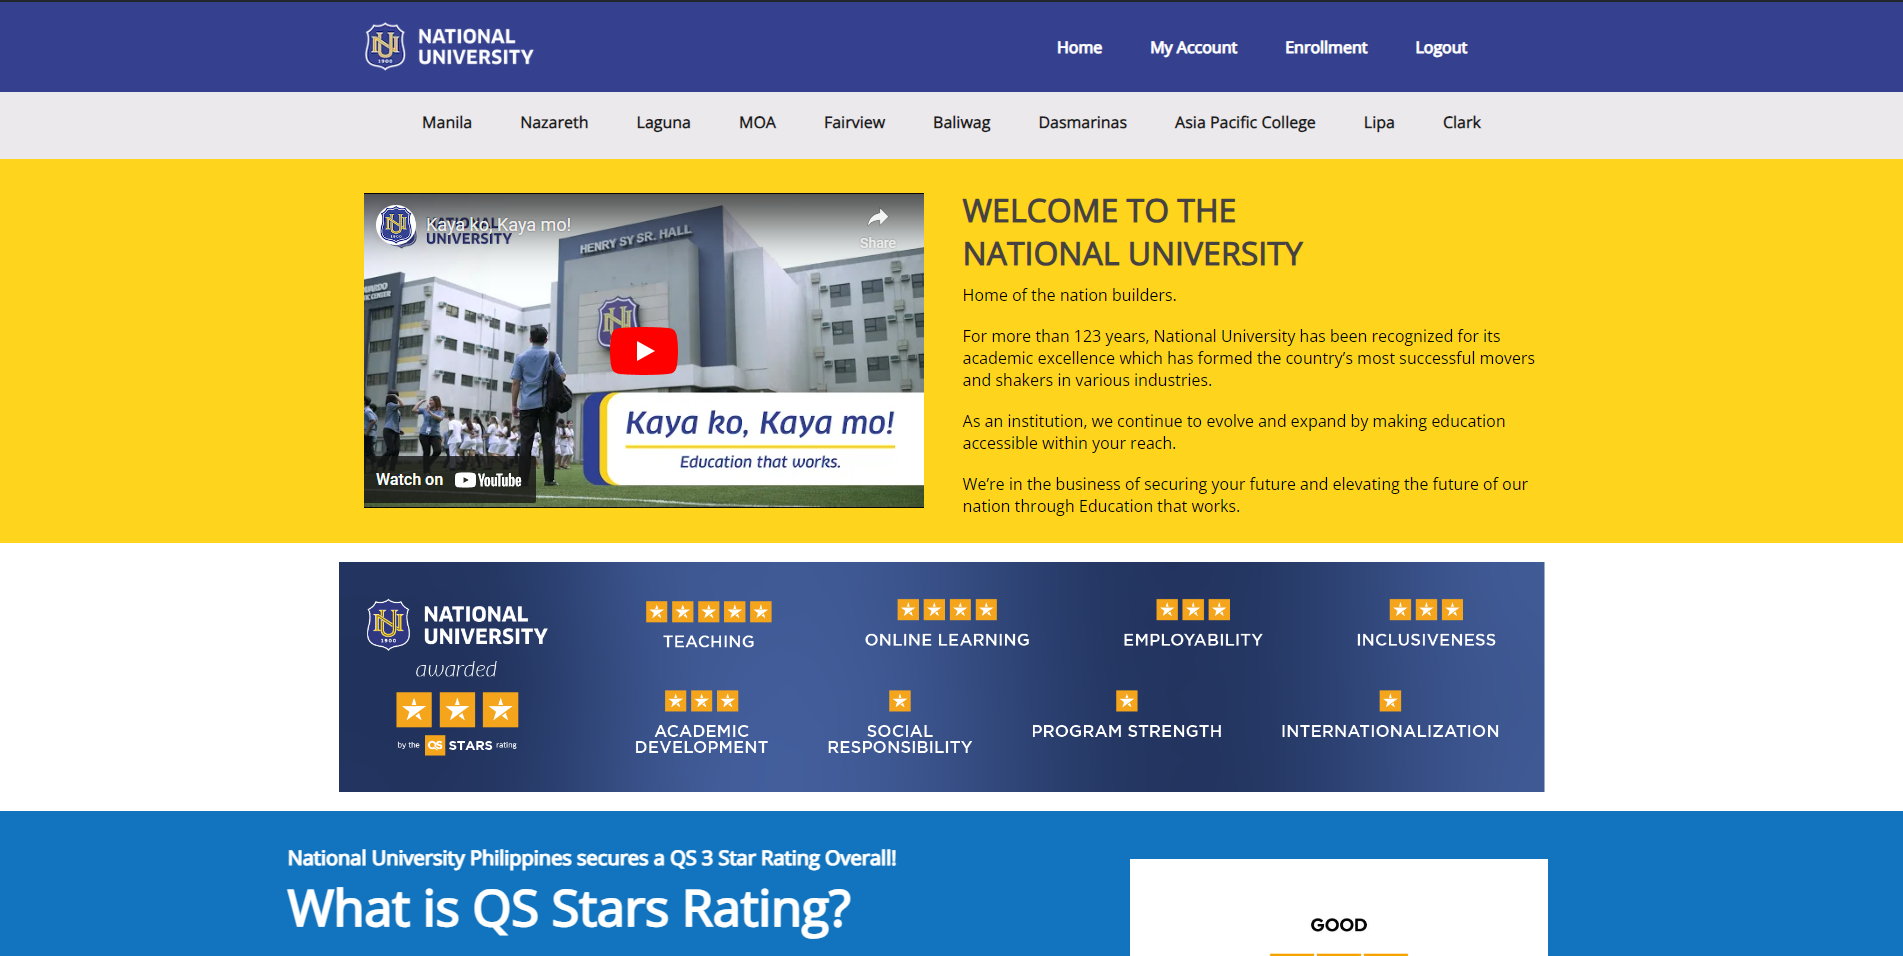 NATIONAL
UNIVERSITY
1900
Home My Account Enrollment Logout
Manila Nazareth Laguna MOA Fairview Baliwag Dasmarinas Asia Pacific College Lipa Clark
Kaya ko, Kaya mo!
NATIONAL
UNIVERSITY
Share
HENRY SY SR. HALL
Kaya ko, Kaya mo!
Education that works.
Watch on YouTube
WELCOME TO THE
NATIONAL UNIVERSITY
Home of the nation builders.
For more than 123 years, National University has been recognized for its
academic excellence which has formed the country’s most successful movers
and shakers in various industries.
As an institution, we continue to evolve and expand by making education
accessible within your reach.
We’re in the business of securing your future and elevating the future of our
nation through Education that works.
NATIONAL
UNIVERSITY
1900
awarded
by the QS STARS rating
TEACHING
ONLINE LEARNING
EMPLOYABILITY
INCLUSIVENESS
ACADEMIC
DEVELOPMENT
SOCIAL
RESPONSIBILITY
PROGRAM STRENGTH
INTERNATIONALIZATION
National University Philippines secures a QS 3 Star Rating Overall!
What is QS Stars Rating?
GOOD